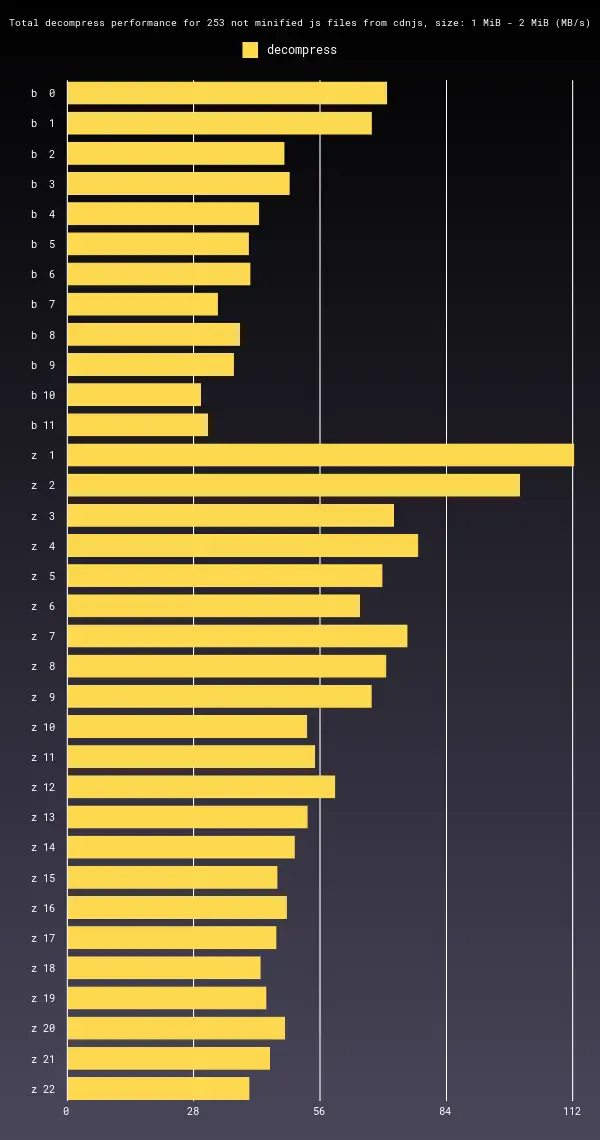 Total decompress performance for 253 not minified js files from cdnjs, size: 1 MiB - 2 MiB (MB/s)
decompress
b 0
b 1
b 2
b 3
b 4
b 5
b 6
b 7
b 8
b 9
b 10
b 11
z 1
z 2
z 3
z 4
z 5
z 6
z 7
z 8
z 9
z 10
z 11
z 12
z 13
z 14
z 15
z 16
z 17
z 18
z 19
z 20
z 21
z 22
0 28 56 84 112